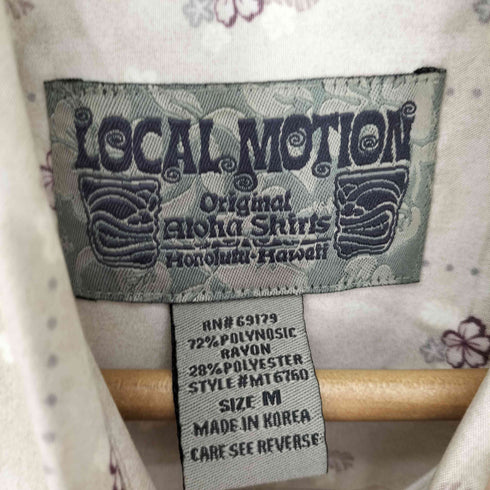 LOCAL MOTION
Original
Aloha Shirts
Honolulu · Hawaii
RN# 69179
72% POLYNOSIC
RAYON
28% POLYESTER
STYLE# MT6760
SIZE M
MADE IN KOREA
CARE SEE REVERSE